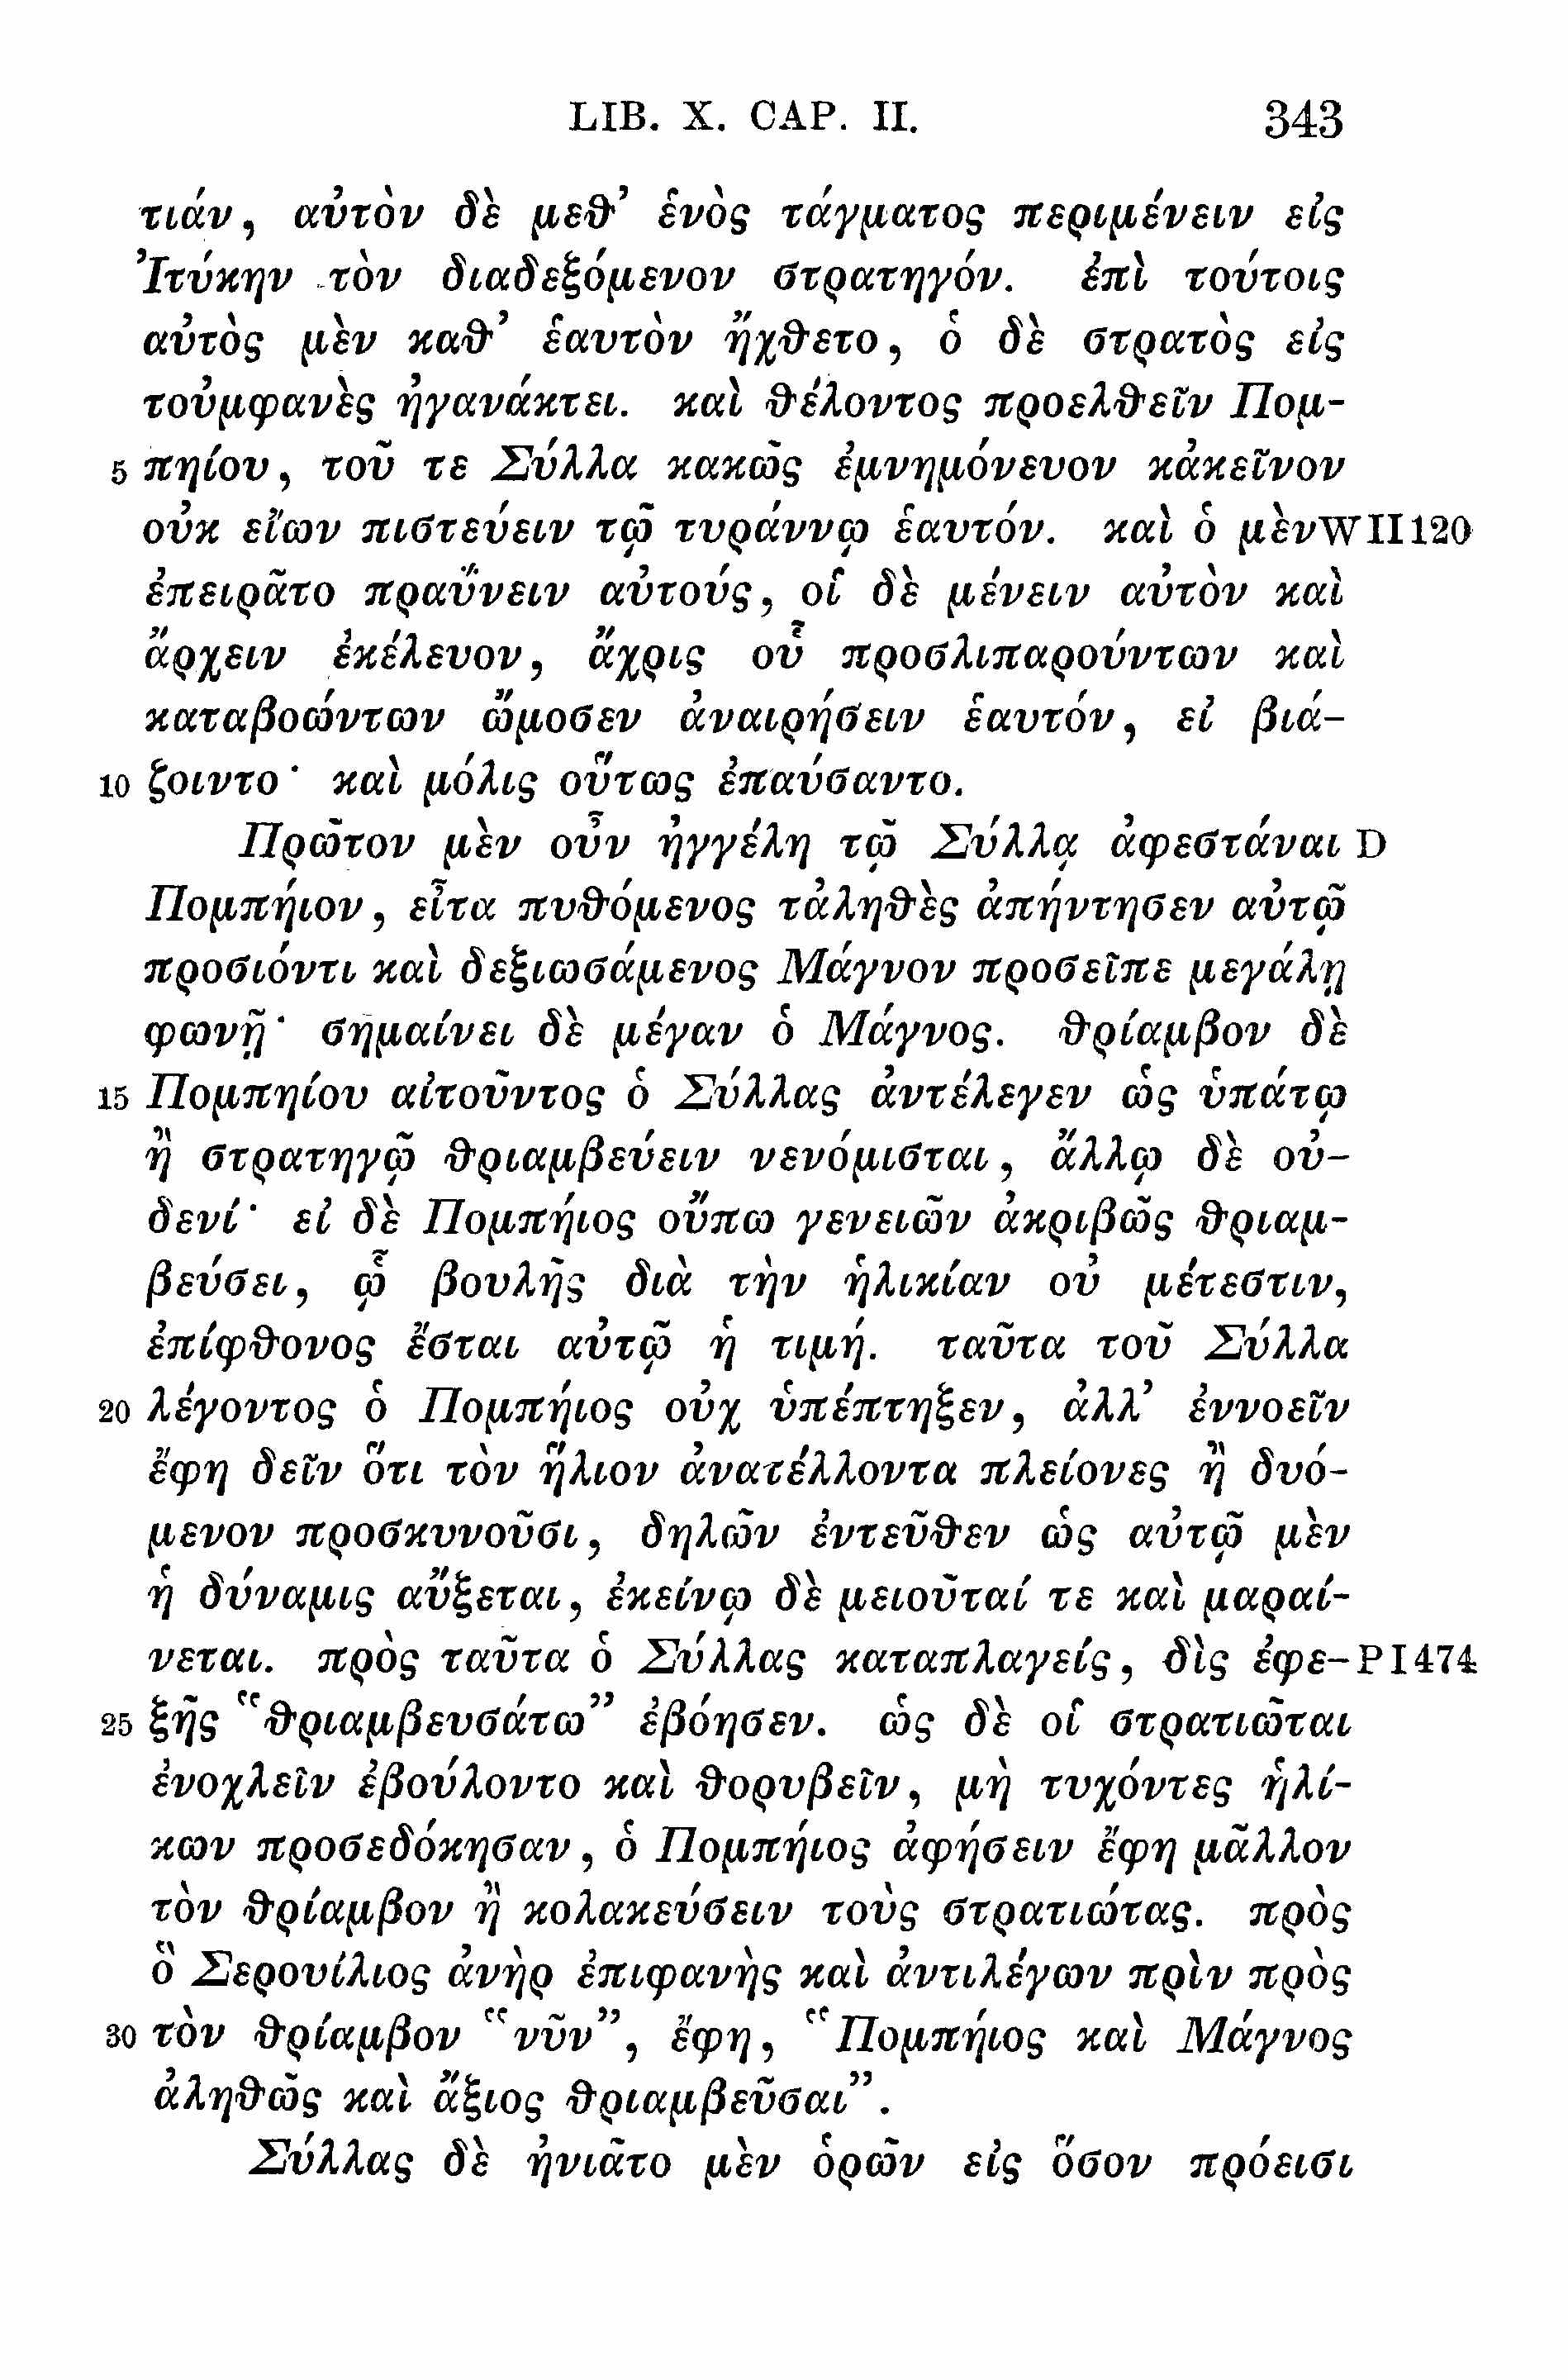 LIB. X. CAP. II. 343
τιάν, αὐτὸν δὲ μεθ᾽ ἑνὸς τάγματος περιμένειν εἰς
Ἰτύκην τὸν διαδεξόμενον στρατηγόν. ἐπὶ τούτοις
αὐτὸς μὲν καθ᾽ ἑαυτὸν ἤχθετο, ὁ δὲ στρατὸς εἰς
τοὐμφανὲς ἠγανάκτει. καὶ θέλοντος προελθεῖν Πομ-
5 πηίου, τοῦ τε Σύλλα κακῶς ἐμνημόνευον κἀκεῖνον
οὐκ εἴων πιστεύειν τῷ τυράννῳ ἑαυτόν. καὶ ὁ μὲν W II 120
ἐπειρᾶτο πραΰνειν αὐτούς, οἱ δὲ μένειν αὐτὸν καὶ
ἄρχειν ἐκέλευον, ἄχρις οὗ προσλιπαρούντων καὶ
καταβοώντων ὤμοσεν ἀναιρήσειν ἑαυτόν, εἰ βιά-
10 ζοιντο· καὶ μόλις οὕτως ἐπαύσαντο.
Πρῶτον μὲν οὖν ἠγγέλη τῷ Σύλλᾳ ἀφεστάναι D
Πομπήιον, εἶτα πυθόμενος τἀληθὲς ἀπήντησεν αὐτῷ
προσιόντι καὶ δεξιωσάμενος Μάγνον προσεῖπε μεγάλῃ
φωνῇ· σημαίνει δὲ μέγαν ὁ Μάγνος. θρίαμβον δὲ
15 Πομπηίου αἰτοῦντος ὁ Σύλλας ἀντέλεγεν ὡς ὑπάτῳ
ἢ στρατηγῷ θριαμβεύειν νενόμισται, ἄλλῳ δὲ οὐ-
δενί· εἰ δὲ Πομπήιος οὔπω γενειῶν ἀκριβῶς θριαμ-
βεύσει, ᾧ βουλῆς διὰ τὴν ἡλικίαν οὐ μέτεστιν,
ἐπίφθονος ἔσται αὐτῷ ἡ τιμή. ταῦτα τοῦ Σύλλα
20 λέγοντος ὁ Πομπήιος οὐχ ὑπέπτηξεν, ἀλλ᾽ ἐννοεῖν
ἔφη δεῖν ὅτι τὸν ἥλιον ἀνατέλλοντα πλείονες ἢ δυό-
μενον προσκυνοῦσι, δηλῶν ἐντεῦθεν ὡς αὐτῷ μὲν
ἡ δύναμις αὔξεται, ἐκείνῳ δὲ μειοῦταί τε καὶ μαραί-
νεται. πρὸς ταῦτα ὁ Σύλλας καταπλαγείς, δὶς ἐφε- P I 474
25 ξῆς “θριαμβευσάτω” ἐβόησεν. ὡς δὲ οἱ στρατιῶται
ἐνοχλεῖν ἐβούλοντο καὶ θορυβεῖν, μὴ τυχόντες ἡλί-
κων προσεδόκησαν, ὁ Πομπήιος ἀφήσειν ἔφη μᾶλλον
τὸν θρίαμβον ἢ κολακεύσειν τοὺς στρατιώτας. πρὸς
ὃ Σερουίλιος ἀνὴρ ἐπιφανὴς καὶ ἀντιλέγων πρὶν πρὸς
30 τὸν θρίαμβον “νῦν”, ἔφη, “Πομπήιος καὶ Μάγνος
ἀληθῶς καὶ ἄξιος θριαμβεῦσαι”.
Σύλλας δὲ ἠνιᾶτο μὲν ὁρῶν εἰς ὅσον πρόεισι